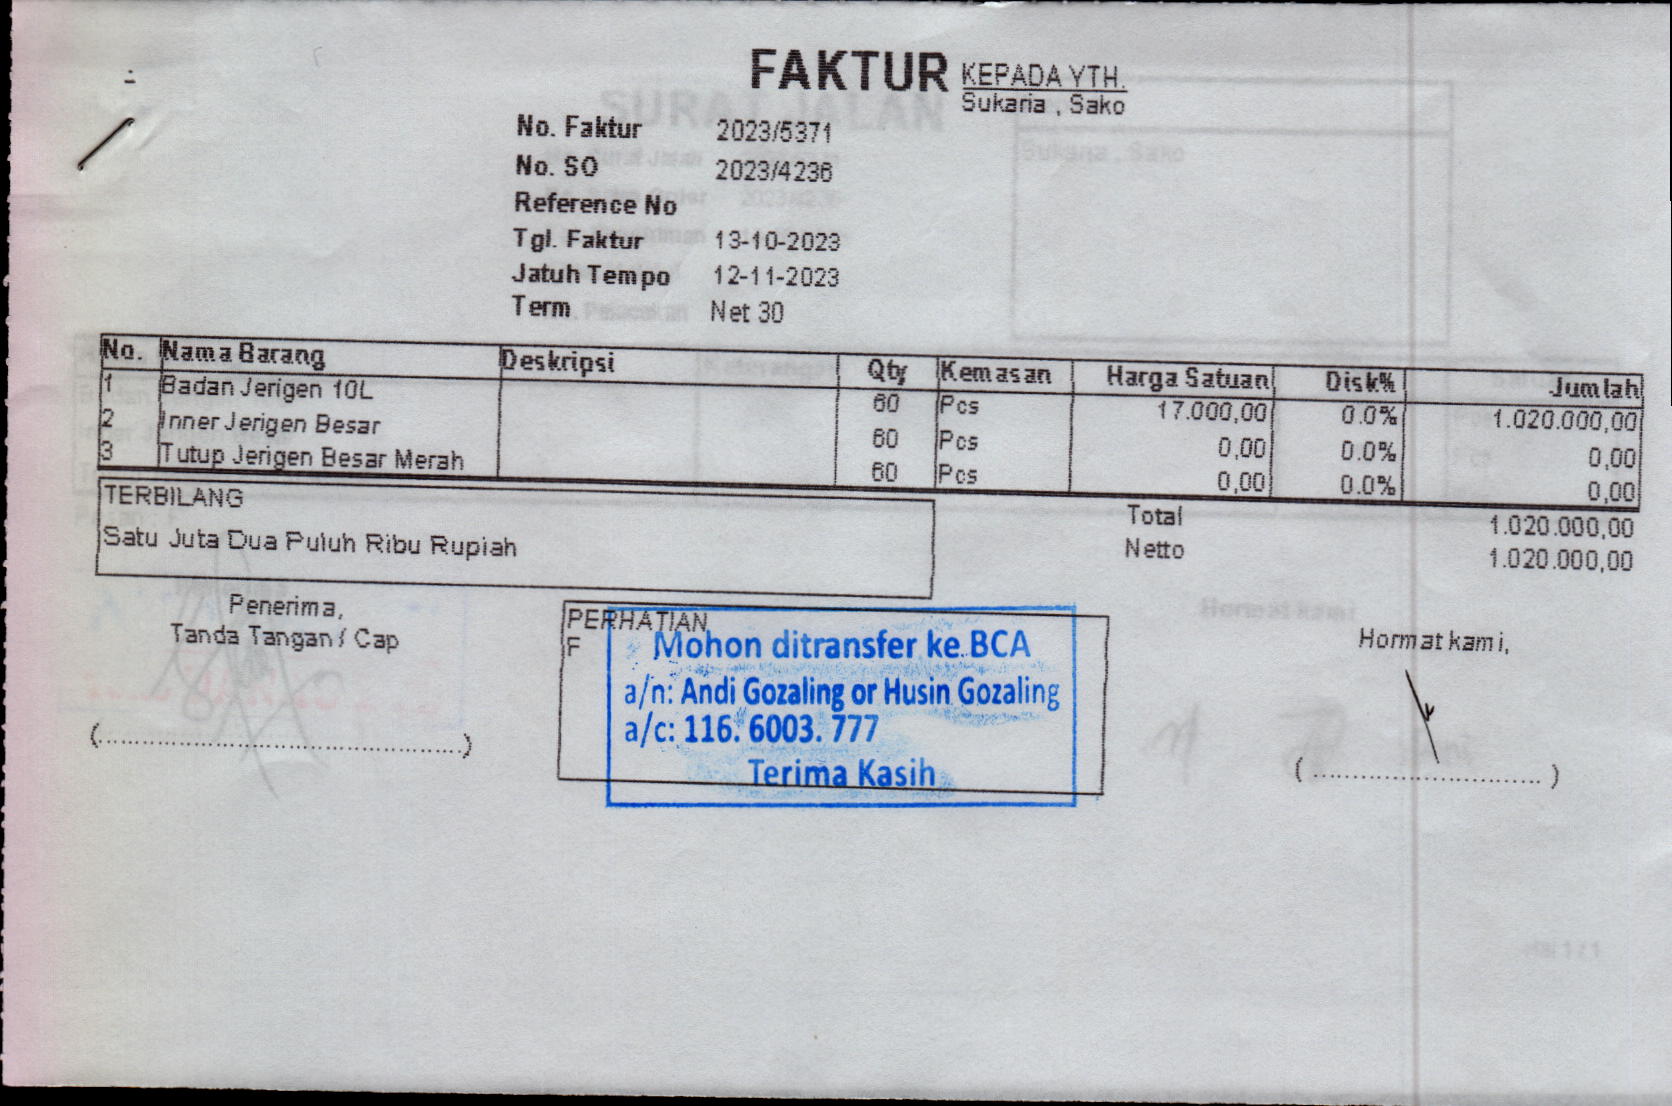 FAKTUR
KEPADA YTH.
Sukaria , Sako
No. Faktur 2023/5371
No. SO 2023/4236
Reference No
Tgl. Faktur 13-10-2023
Jatuh Tempo 12-11-2023
Term Net 30
No. Nama Barang Deskripsi Qty Kemasan Harga Satuan Disk% Jumlah
1 Badan Jerigen 10L 60 Pcs 17.000,00 0.0% 1.020.000,00
2 Inner Jerigen Besar 60 Pcs 0,00 0.0% 0,00
3 Tutup Jerigen Besar Merah 60 Pcs 0,00 0.0% 0,00
TERBILANG
Satu Juta Dua Puluh Ribu Rupiah
Total 1.020.000,00
Netto 1.020.000,00
Penerima,
Tanda Tangan / Cap
(................................................)
PERHATIAN
F
Mohon ditransfer ke BCA
a/n: Andi Gozaling or Husin Gozaling
a/c: 116. 6003. 777
Terima Kasih
Hormat kami,
( .............................. )